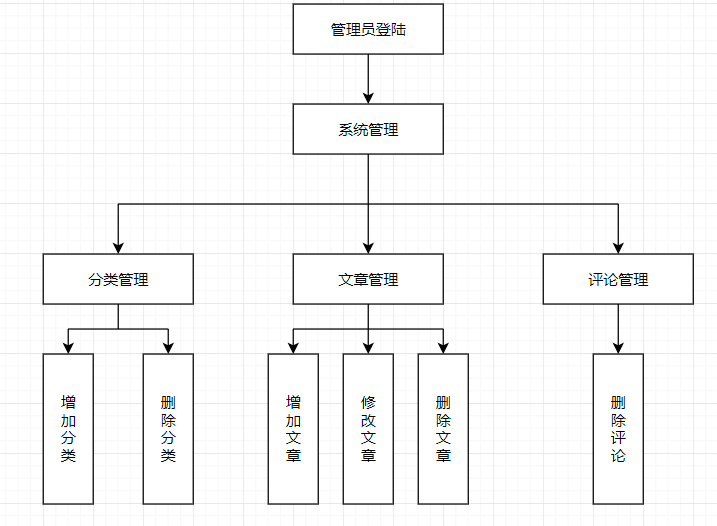 管理员登陆
系统管理
分类管理
文章管理
评论管理
增加分类
删除分类
增加文章
修改文章
删除文章
删除评论